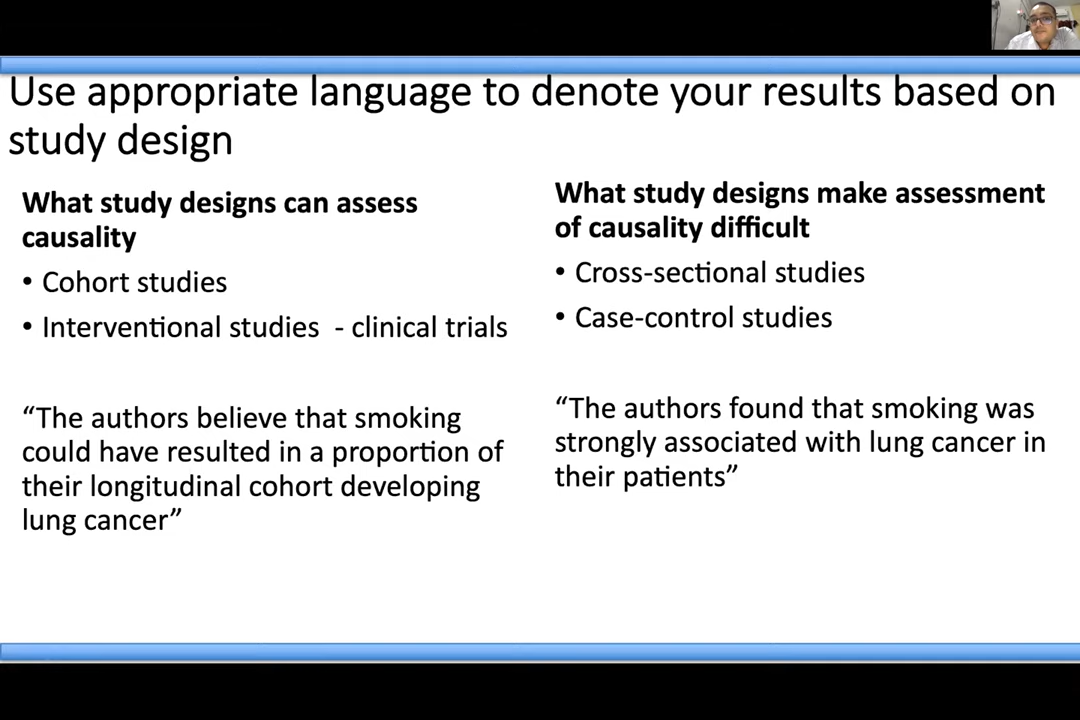 Use appropriate language to denote your results based on
study design
What study designs can assess
causality
• Cohort studies
• Interventional studies  - clinical trials
“The authors believe that smoking
could have resulted in a proportion of
their longitudinal cohort developing
lung cancer”
What study designs make assessment
of causality difficult
• Cross-sectional studies
• Case-control studies
“The authors found that smoking was
strongly associated with lung cancer in
their patients”